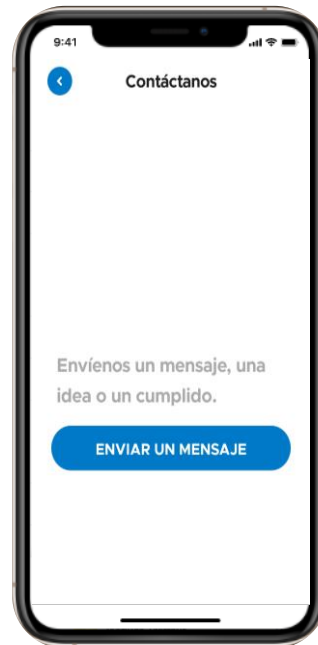 9:41
Contáctanos
Envíenos un mensaje, una
idea o un cumplido.
ENVIAR UN MENSAJE